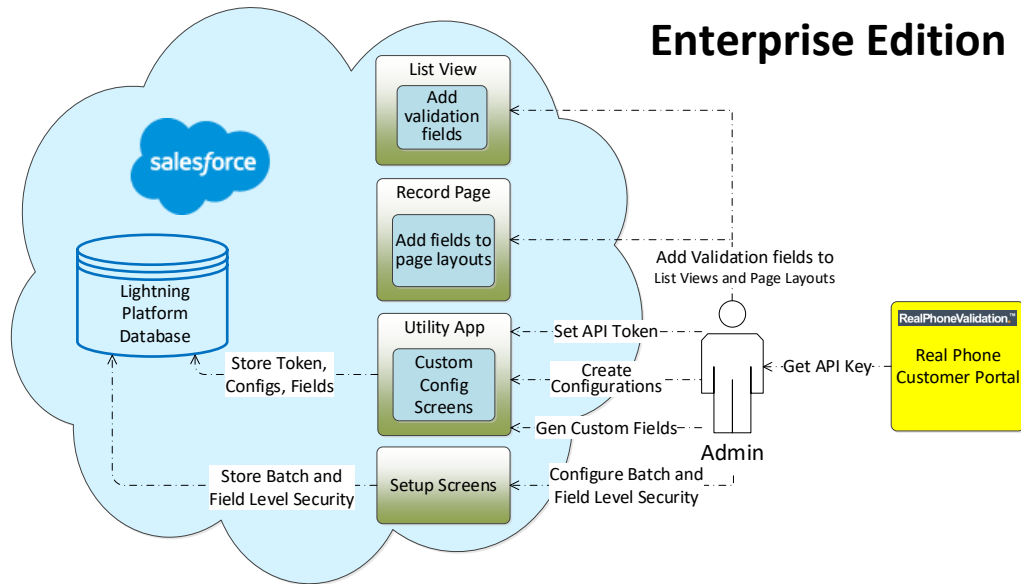 Enterprise Edition
List View
Add
validation
fields
salesforce
Record Page
Add fields to
page layouts
Add Validation fields to
List Views and Page Layouts
Lightning
Platform
Database
Utility App
Custom
Config
Screens
Set API Token
Create
Configurations
Gen Custom Fields
Store Token,
Configs, Fields
RealPhoneValidation.™
Real Phone
Customer Portal
Get API Key
Admin
Store Batch and
Field Level Security
Setup Screens
Configure Batch and
Field Level Security